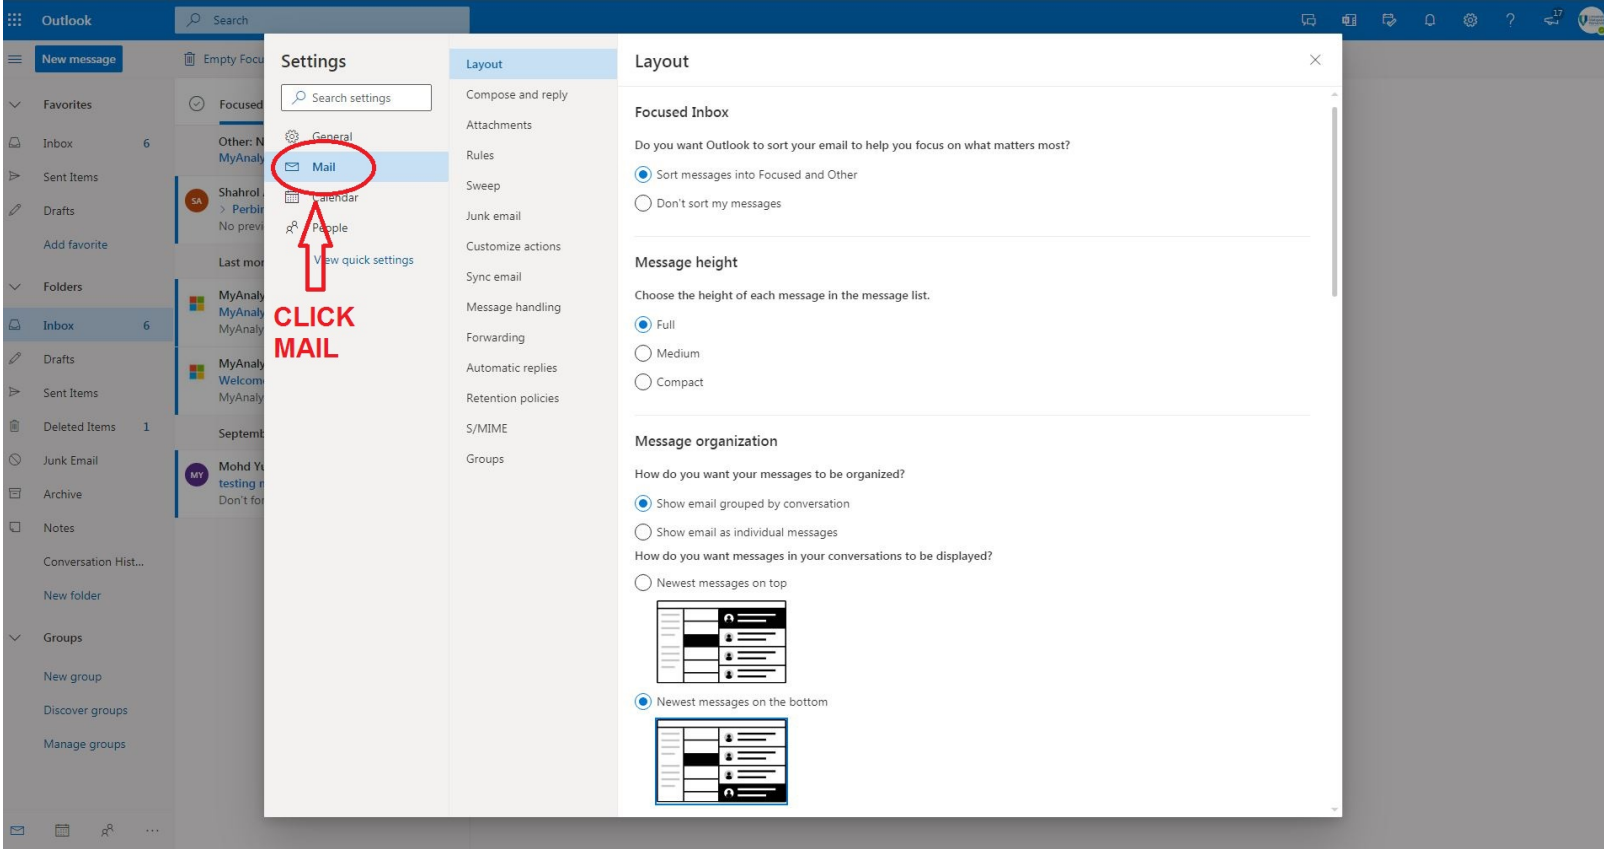 Outlook
Search
17
New message
Empty Focu
Favorites
Inbox 6
Sent Items
Drafts
Add favorite
Folders
Inbox 6
Drafts
Sent Items
Deleted Items 1
Junk Email
Archive
Notes
Conversation Hist...
New folder
Groups
New group
Discover groups
Manage groups
Focused
Other: N
MyAnaly
SA
Shahrol
> Perbin
No previ
Last mon
MyAnaly
MyAnaly
MyAnaly
MyAnaly
Welcome
MyAnaly
Septemb
MY
Mohd Yu
testing m
Don't for
Settings
Search settings
General
Mail
Calendar
People
View quick settings
CLICK
MAIL
Layout
Compose and reply
Attachments
Rules
Sweep
Junk email
Customize actions
Sync email
Message handling
Forwarding
Automatic replies
Retention policies
S/MIME
Groups
Layout
Focused Inbox
Do you want Outlook to sort your email to help you focus on what matters most?
Sort messages into Focused and Other
Don't sort my messages
Message height
Choose the height of each message in the message list.
Full
Medium
Compact
Message organization
How do you want your messages to be organized?
Show email grouped by conversation
Show email as individual messages
How do you want messages in your conversations to be displayed?
Newest messages on top
Newest messages on the bottom